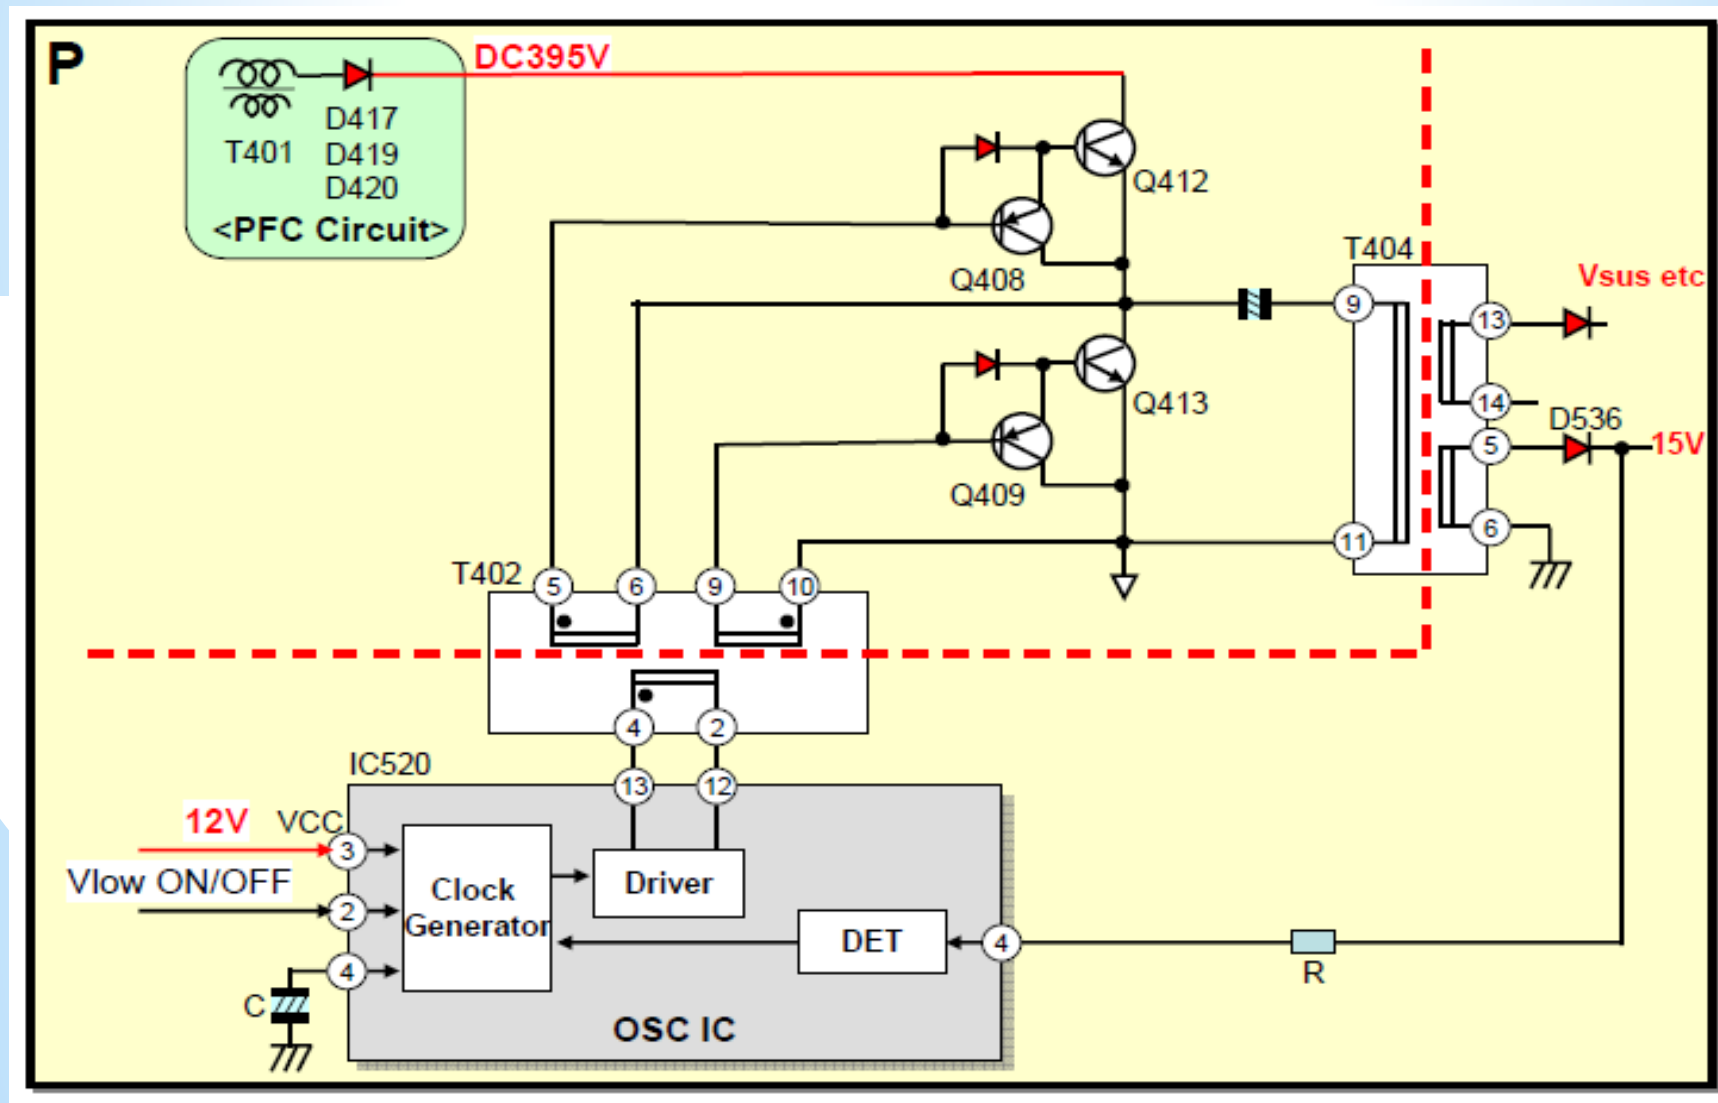 P
DC395V
T401
D417
D419
D420
<PFC Circuit>
Q412
Q408
T404
Vsus etc
9
13
Q413
14
D536
5
15V
Q409
6
11
T402
5
6
9
10
4
2
IC520
13
12
12V
VCC
3
Vlow ON/OFF
2
4
C
Clock
Generator
Driver
DET
4
R
OSC IC